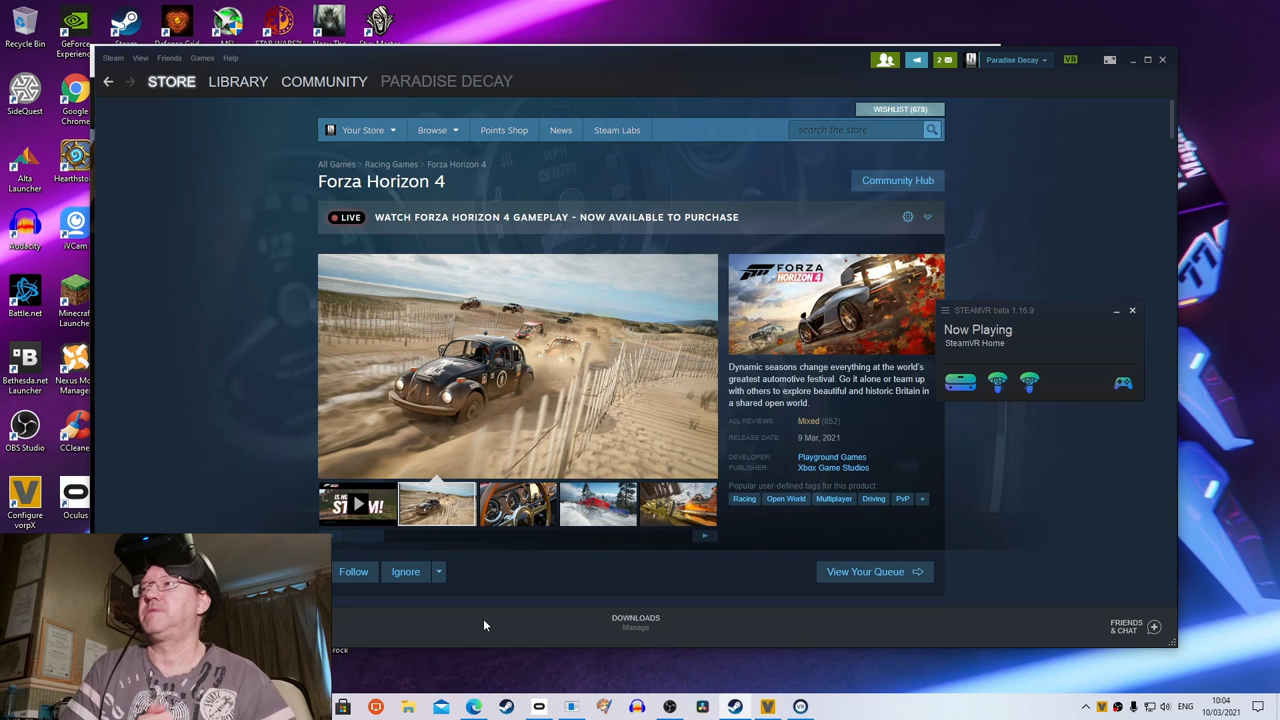 Recycle Bin
GeForce
Experience
Steam
Defense Grid
MSI
STAR WARS™
Steam View Friends Games Help
2
Paradise Decay
VR
STORE LIBRARY COMMUNITY PARADISE DECAY
WISHLIST (678)
Your Store Browse Points Shop News Steam Labs search the store
All Games > Racing Games > Forza Horizon 4
Forza Horizon 4
Community Hub
LIVE WATCH FORZA HORIZON 4 GAMEPLAY - NOW AVAILABLE TO PURCHASE
FORZA
HORIZON 4
Dynamic seasons change everything at the world's
greatest automotive festival. Go it alone or team up
with others to explore beautiful and historic Britain in
a shared open world.
ALL REVIEWS: Mixed (852)
RELEASE DATE: 9 Mar, 2021
DEVELOPER: Playground Games
PUBLISHER: Xbox Game Studios
Popular user-defined tags for this product:
Racing Open World Multiplayer Driving PvP +
STEAMVR beta 1.16.9
Now Playing
SteamVR Home
Follow Ignore
View Your Queue
DOWNLOADS
Manage
FRIENDS
& CHAT
SideQuest
Google
Chrome
Alta
Launcher
Hearthstone
Audacity
iVCam
Battle.net
Minecraft
Launcher
Bethesda.net
Launcher
Nexus Mod
Manager
OBS Studio
CCleaner
Configure
vorpX
Oculus
rock
ENG
10:04
10/03/2021